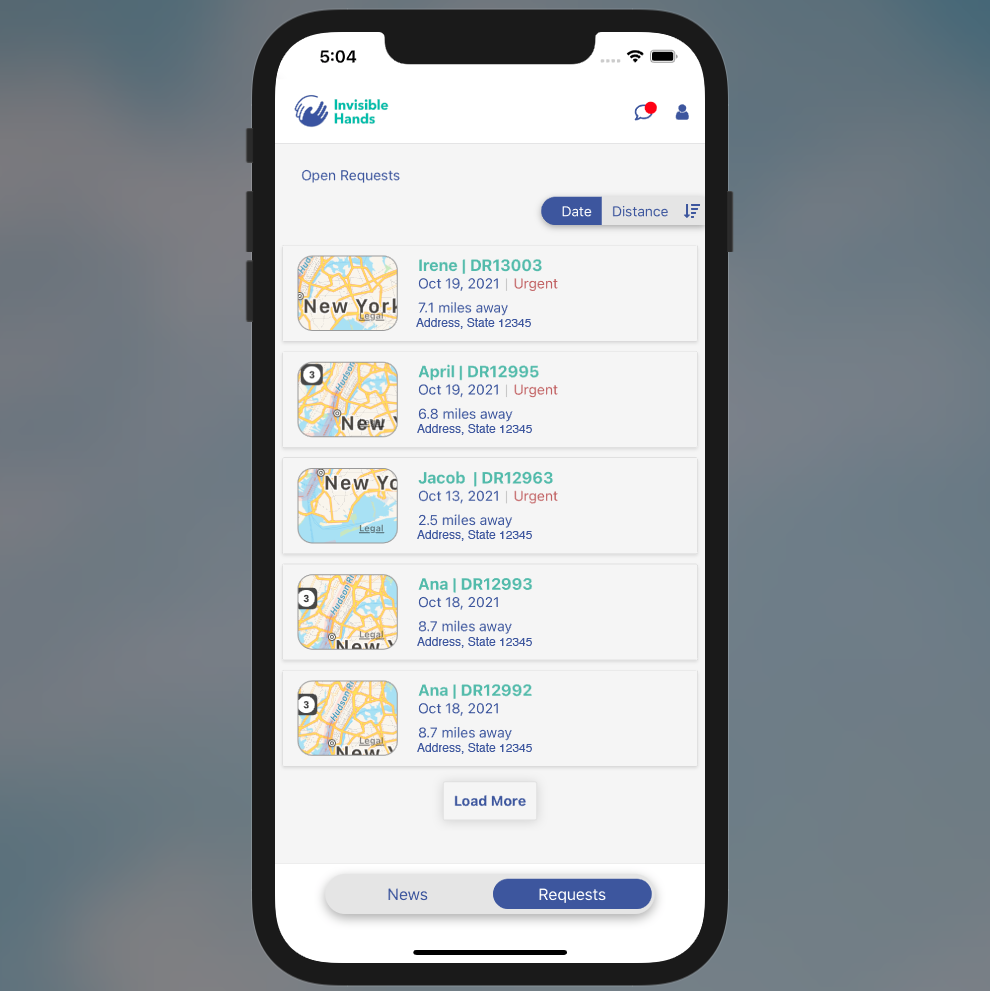 5:04
Invisible
Hands
Open Requests
Date Distance
Irene | DR13003
Oct 19, 2021 | Urgent
7.1 miles away
Address, State 12345
New York
Legal
April | DR12995
Oct 19, 2021 | Urgent
6.8 miles away
Address, State 12345
3
Hudson
New Y
Jacob | DR12963
Oct 13, 2021 | Urgent
2.5 miles away
Address, State 12345
New Yo
Legal
Ana | DR12993
Oct 18, 2021
8.7 miles away
Address, State 12345
3
Hudson Ri
Legal
New Y
Ana | DR12992
Oct 18, 2021
8.7 miles away
Address, State 12345
3
Hudson Ri
Legal
New Y
Load More
News Requests